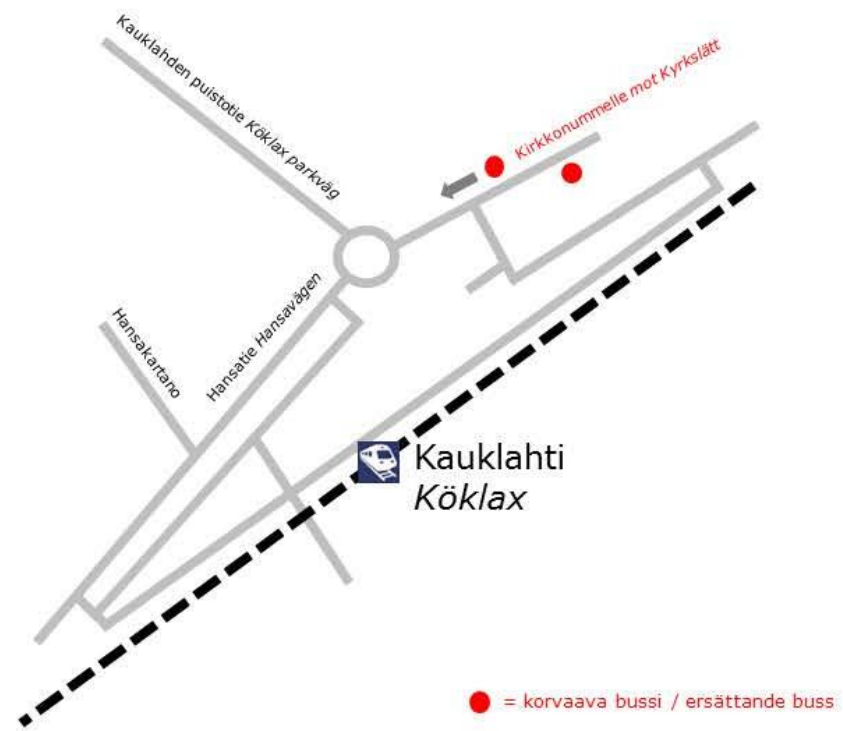 Kauklahden puistotie Köklax parkväg
Kirkkonummelle mot Kyrkslätt
Hansatie Hansavägen
Hansakartano
Kauklahti
Köklax
= korvaava bussi / ersättande buss